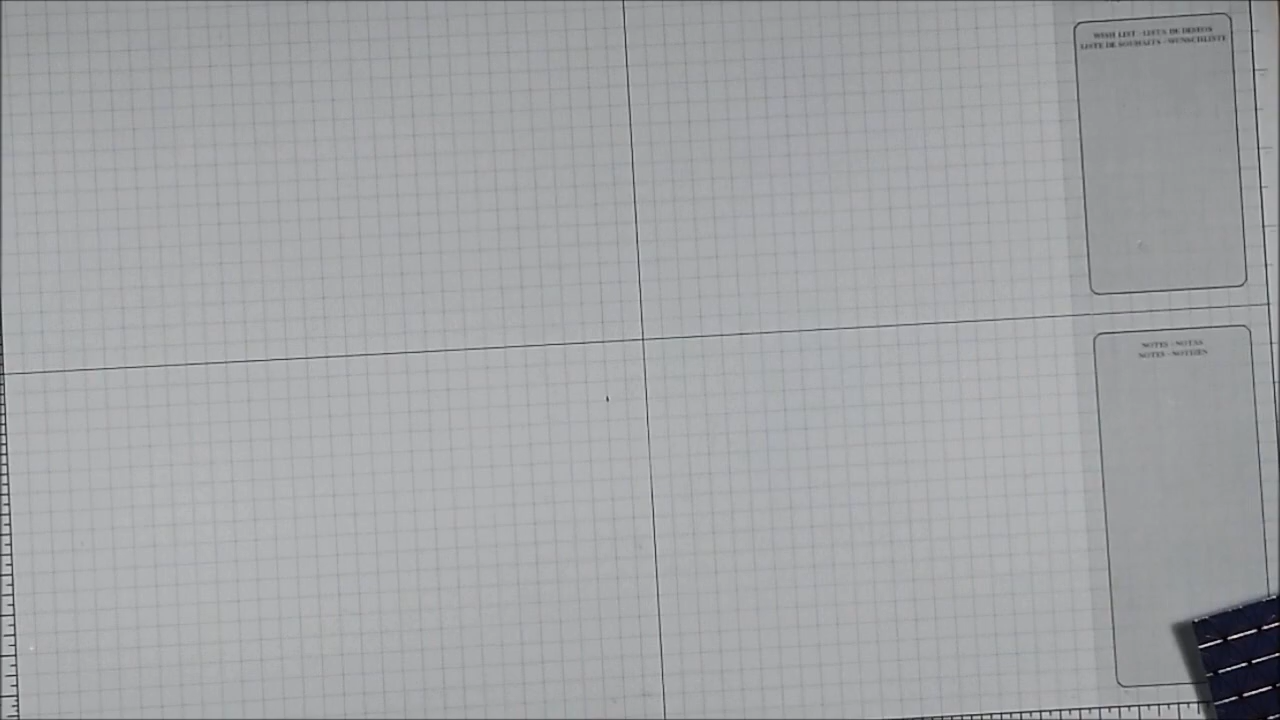 WISH LIST - LISTA DE DESEOS
LISTE DE SOUHAITS - WUNSCHLISTE
NOTES - NOTAS
NOTES - NOTIZEN